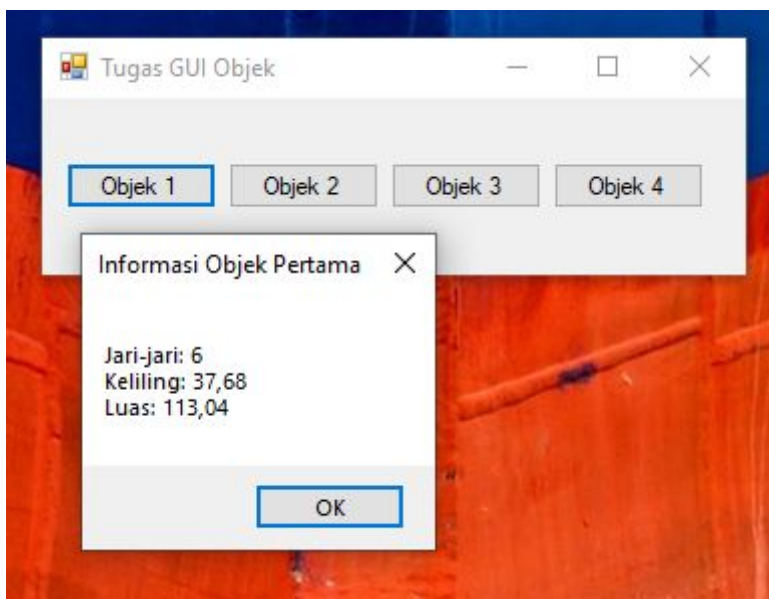 Tugas GUI Objek
Objek 1
Objek 2
Objek 3
Objek 4
Informasi Objek Pertama
Jari-jari: 6
Keliling: 37,68
Luas: 113,04
OK